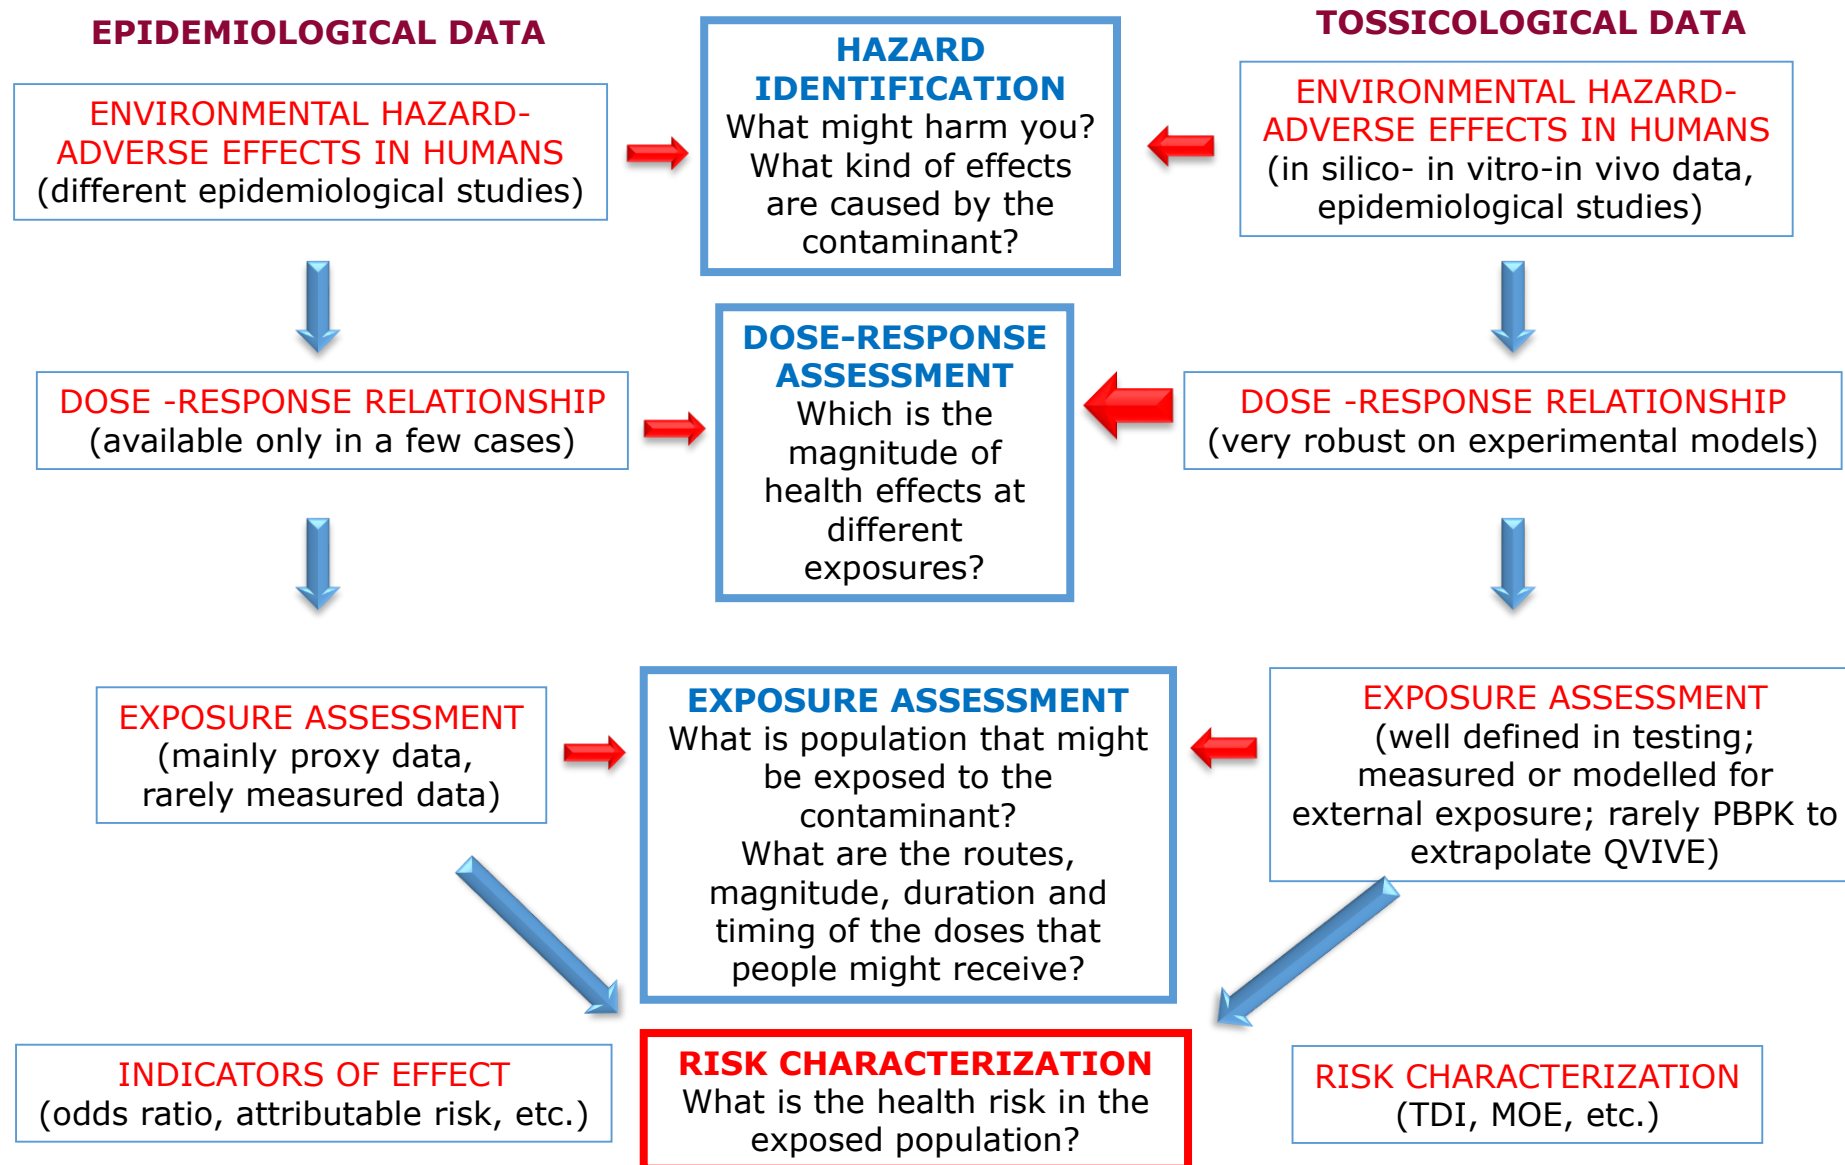 EPIDEMIOLOGICAL DATA
TOSSICOLOGICAL DATA
ENVIRONMENTAL HAZARD-
ADVERSE EFFECTS IN HUMANS
(different epidemiological studies)
HAZARD
IDENTIFICATION
What might harm you?
What kind of effects
are caused by the
contaminant?
ENVIRONMENTAL HAZARD-
ADVERSE EFFECTS IN HUMANS
(in silico- in vitro-in vivo data,
epidemiological studies)
DOSE -RESPONSE RELATIONSHIP
(available only in a few cases)
DOSE-RESPONSE
ASSESSMENT
Which is the
magnitude of
health effects at
different
exposures?
DOSE -RESPONSE RELATIONSHIP
(very robust on experimental models)
EXPOSURE ASSESSMENT
(mainly proxy data,
rarely measured data)
EXPOSURE ASSESSMENT
What is population that might
be exposed to the
contaminant?
What are the routes,
magnitude, duration and
timing of the doses that
people might receive?
EXPOSURE ASSESSMENT
(well defined in testing;
measured or modelled for
external exposure; rarely PBPK to
extrapolate QVIVE)
INDICATORS OF EFFECT
(odds ratio, attributable risk, etc.)
RISK CHARACTERIZATION
What is the health risk in the
exposed population?
RISK CHARACTERIZATION
(TDI, MOE, etc.)